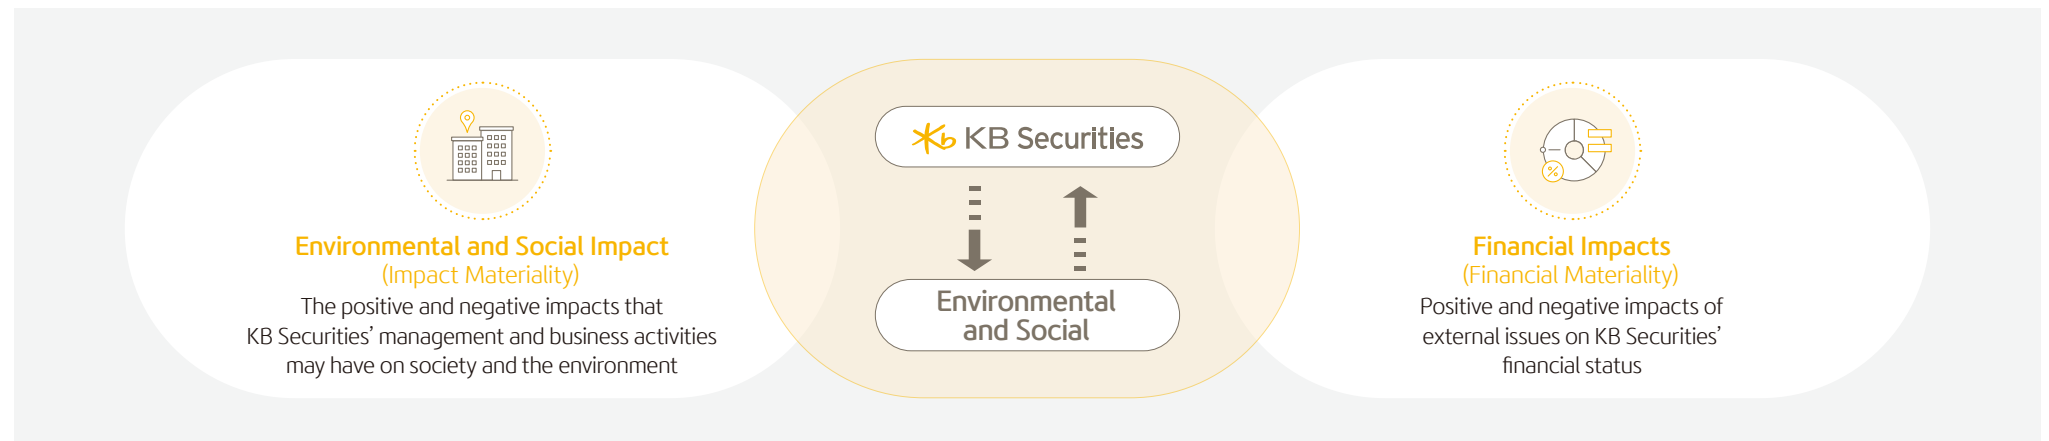 Environmental and Social Impact
(Impact Materiality)
The positive and negative impacts that
KB Securities’ management and business activities
may have on society and the environment
Kb KB Securities
Environmental
and Social
Financial Impacts
(Financial Materiality)
Positive and negative impacts of
external issues on KB Securities’
financial status
%